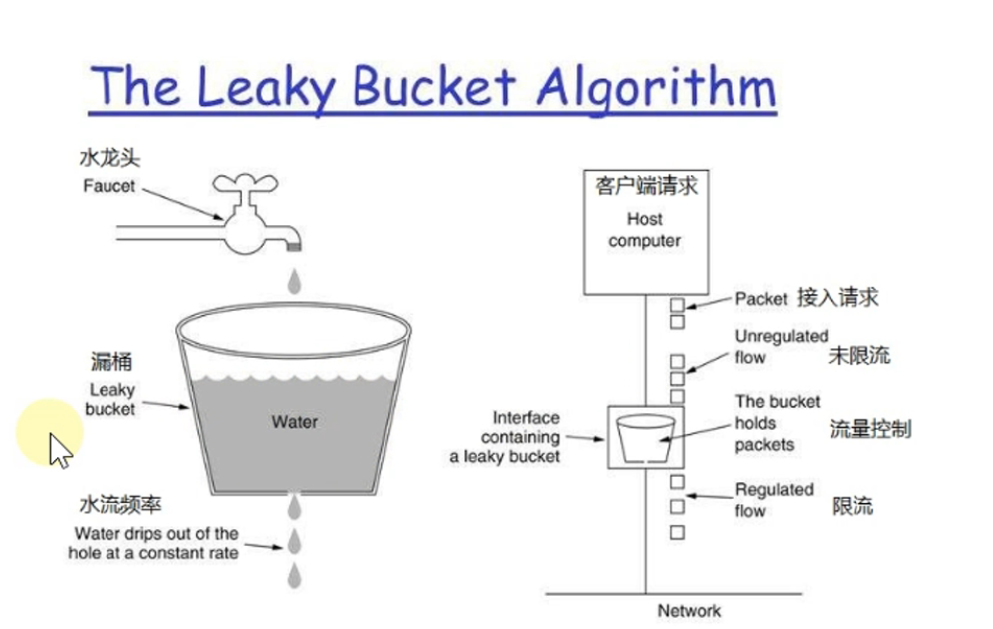 The Leaky Bucket Algorithm
水龙头
Faucet
漏桶
Leaky
bucket
Water
水流频率
Water drips out of the
hole at a constant rate
客户端请求
Host
computer
Packet 接入请求
Unregulated
flow 未限流
Interface
containing
a leaky bucket
The bucket
holds
packets 流量控制
Regulated
flow 限流
Network